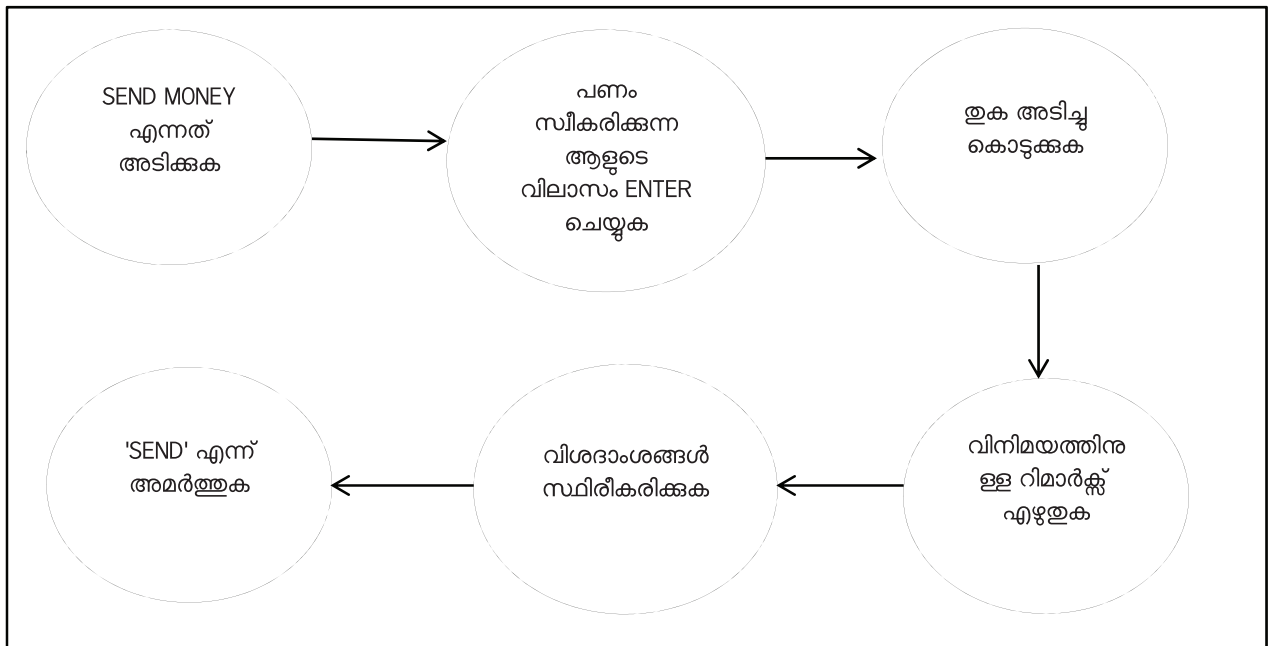 SEND MONEY
എന്നത്
അടിക്കുക
പണം
സ്വീകരിക്കുന്ന
ആളുടെ
വിലാസം ENTER
ചെയ്യുക
തുക അടിച്ചു
കൊടുക്കുക
വിനിമയത്തിനു
ള്ള റിമാർക്സ്
എഴുതുക
വിശദാംശങ്ങൾ
സ്ഥിരീകരിക്കുക
'SEND' എന്ന്
അമർത്തുക